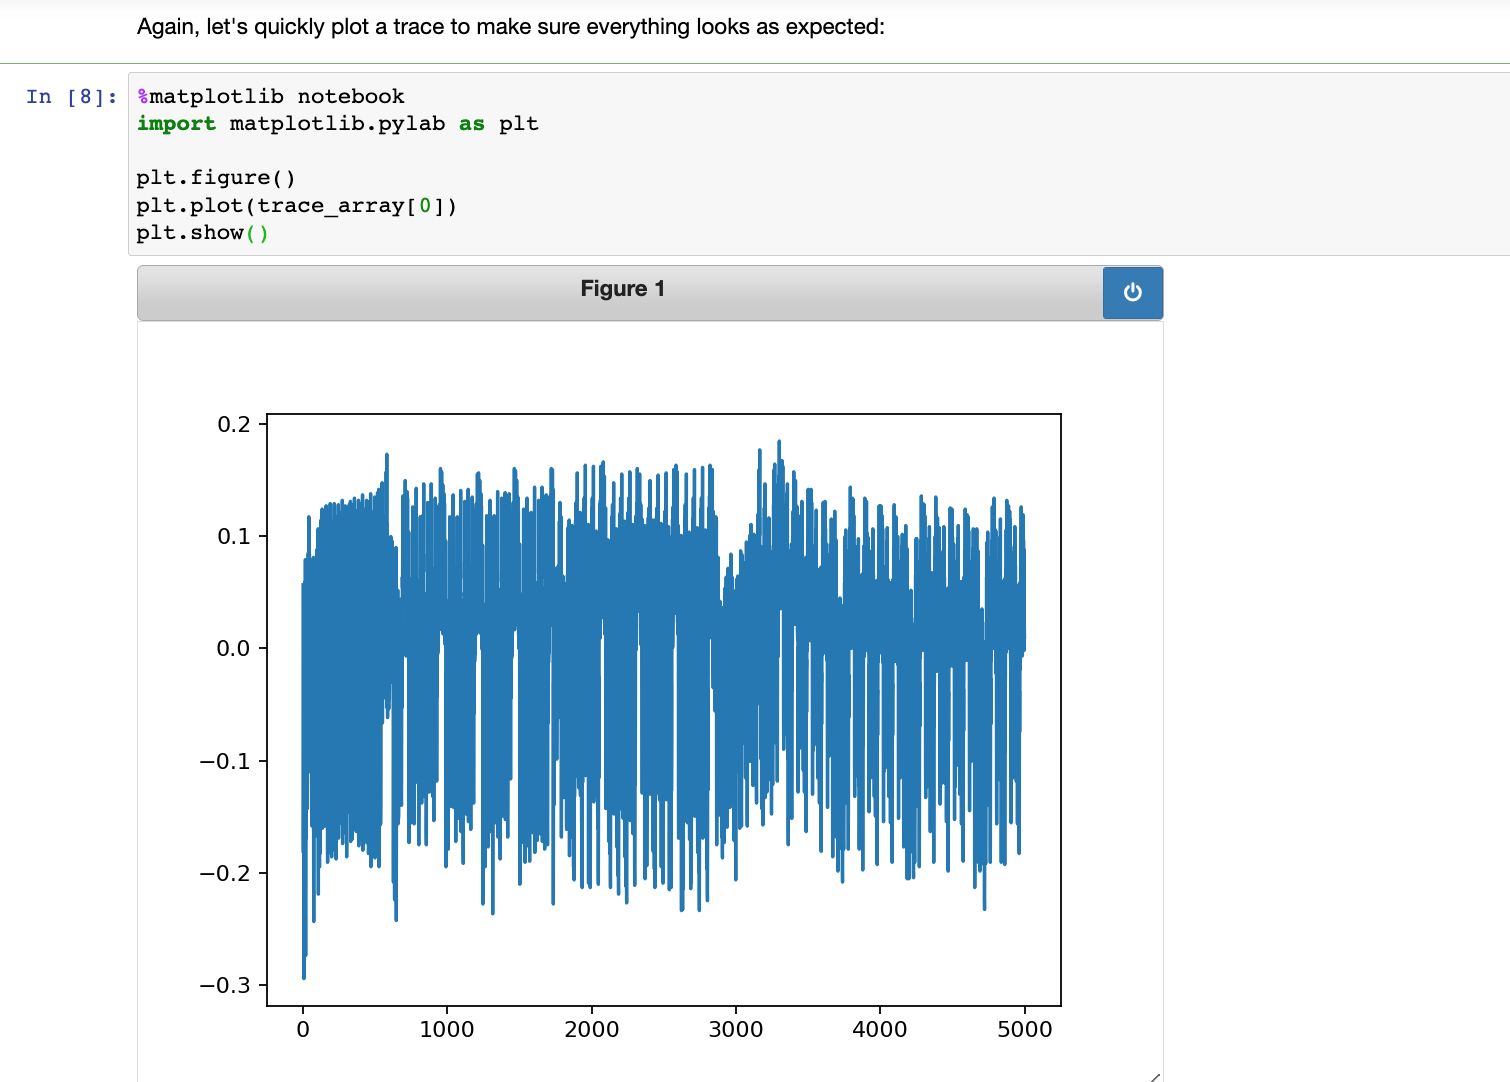 Again, let's quickly plot a trace to make sure everything looks as expected:
In [8]:
%matplotlib notebook
import matplotlib.pylab as plt
plt.figure()
plt.plot(trace_array[0])
plt.show()
Figure 1
0.2
0.1
0.0
−0.1
−0.2
−0.3
0 1000 2000 3000 4000 5000